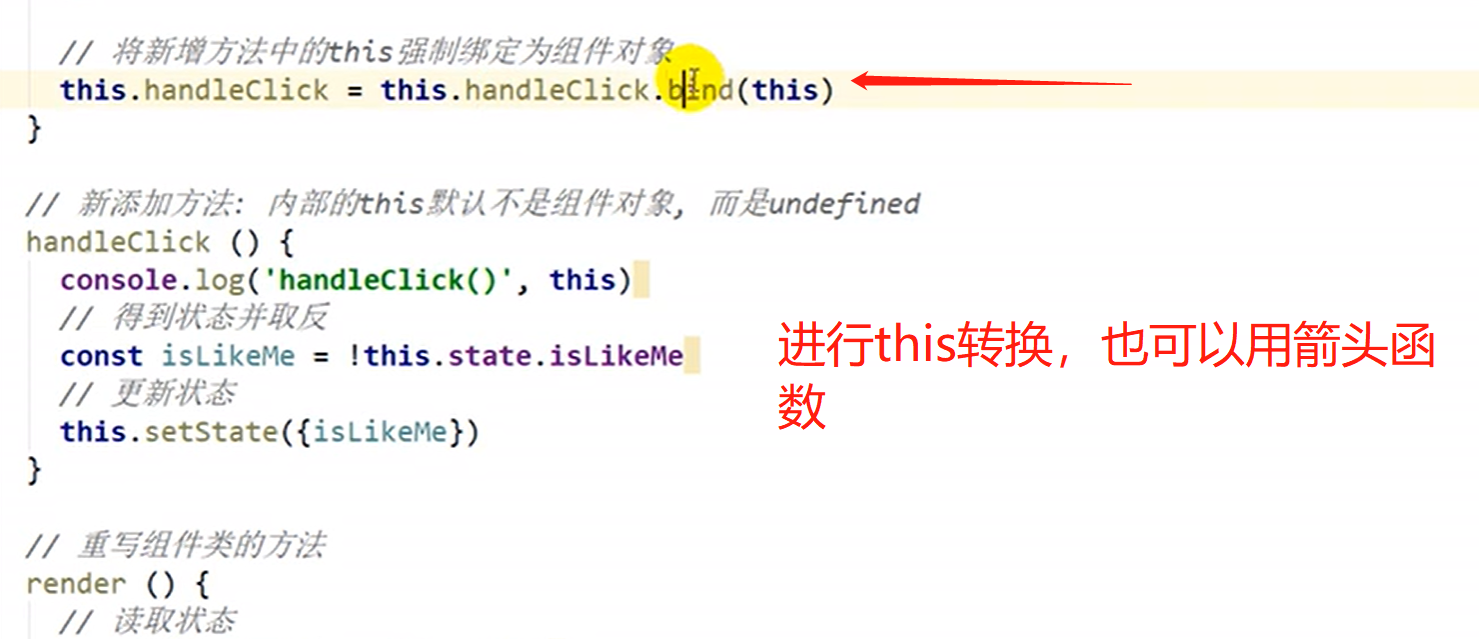 // 将新增方法中的this强制绑定为组件对象
this.handleClick = this.handleClick.bind(this)
}
// 新添加方法: 内部的this默认不是组件对象, 而是undefined
handleClick () {
console.log('handleClick()', this)
// 得到状态并取反
const isLikeMe = !this.state.isLikeMe
进行this转换，也可以用箭头函
数
// 更新状态
this.setState({isLikeMe})
}
// 重写组件类的方法
render () {
// 读取状态